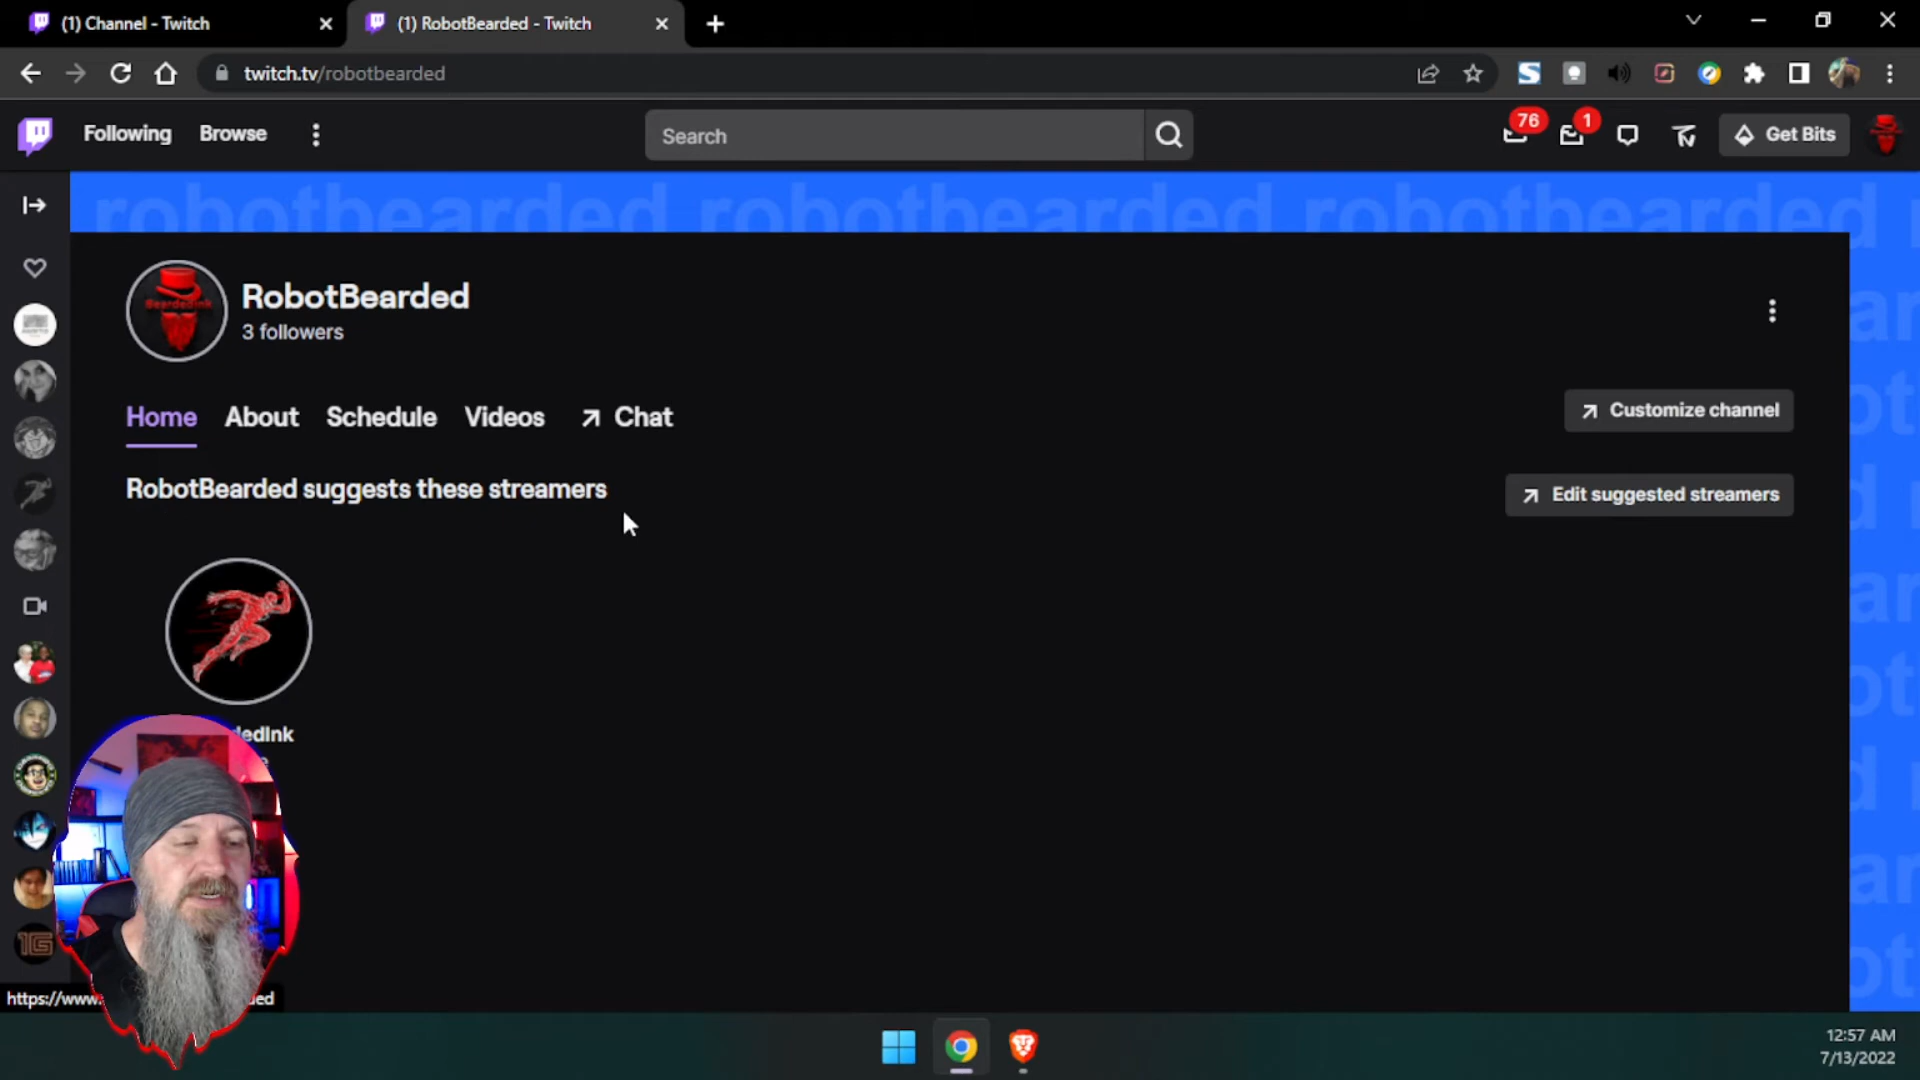 (1) Channel - Twitch
(1) RobotBearded - Twitch
twitch.tv/robotbearded
Following
Browse
Search
76
1
Get Bits
robotbearded robotbearded robotbearded
RobotBearded
3 followers
Home
About
Schedule
Videos
Chat
Customize channel
RobotBearded suggests these streamers
Edit suggested streamers
dedInk
https://www.
ded
12:57 AM
7/13/2022